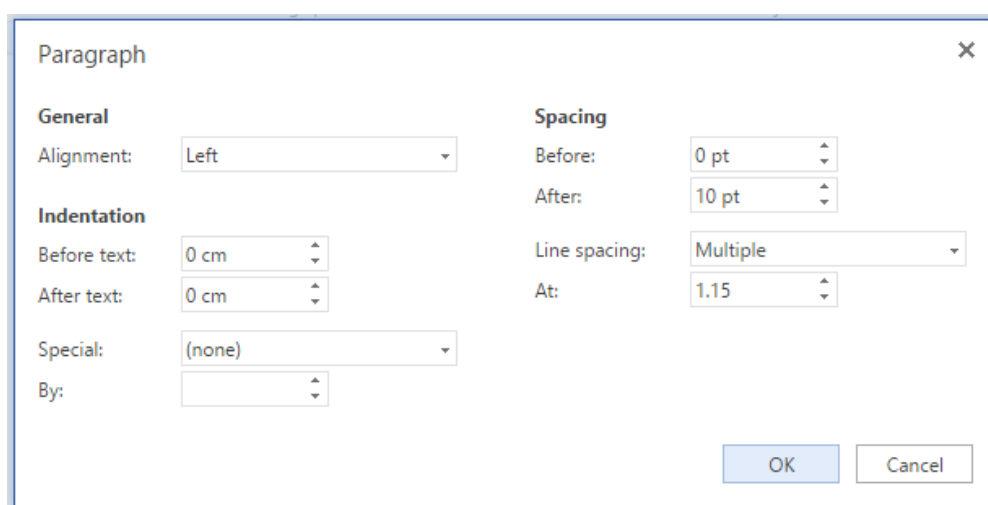 Paragraph
General
Alignment: Left
Indentation
Before text: 0 cm
After text: 0 cm
Special: (none)
By:
Spacing
Before: 0 pt
After: 10 pt
Line spacing: Multiple
At: 1.15
OK Cancel